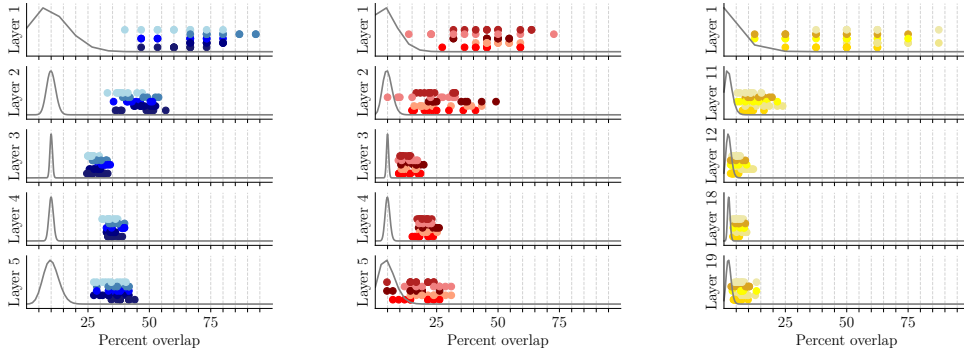 Layer 1
Layer 2
Layer 3
Layer 4
Layer 5
25 50 75
Percent overlap
Layer 1
Layer 2
Layer 3
Layer 4
Layer 5
25 50 75
Percent overlap
Layer 1
Layer 11
Layer 12
Layer 18
Layer 19
25 50 75
Percent overlap